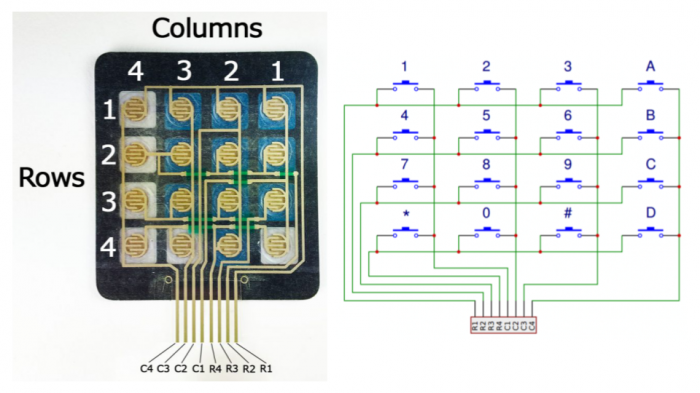 Columns
4 3 2 1
1
Rows
2
3
4
C4 C3 C2 C1 R4 R3 R2 R1
1 2 3 A
4 5 6 B
7 8 9 C
* 0 # D
R1 R2 R3 R4 C1 C2 C3 C4